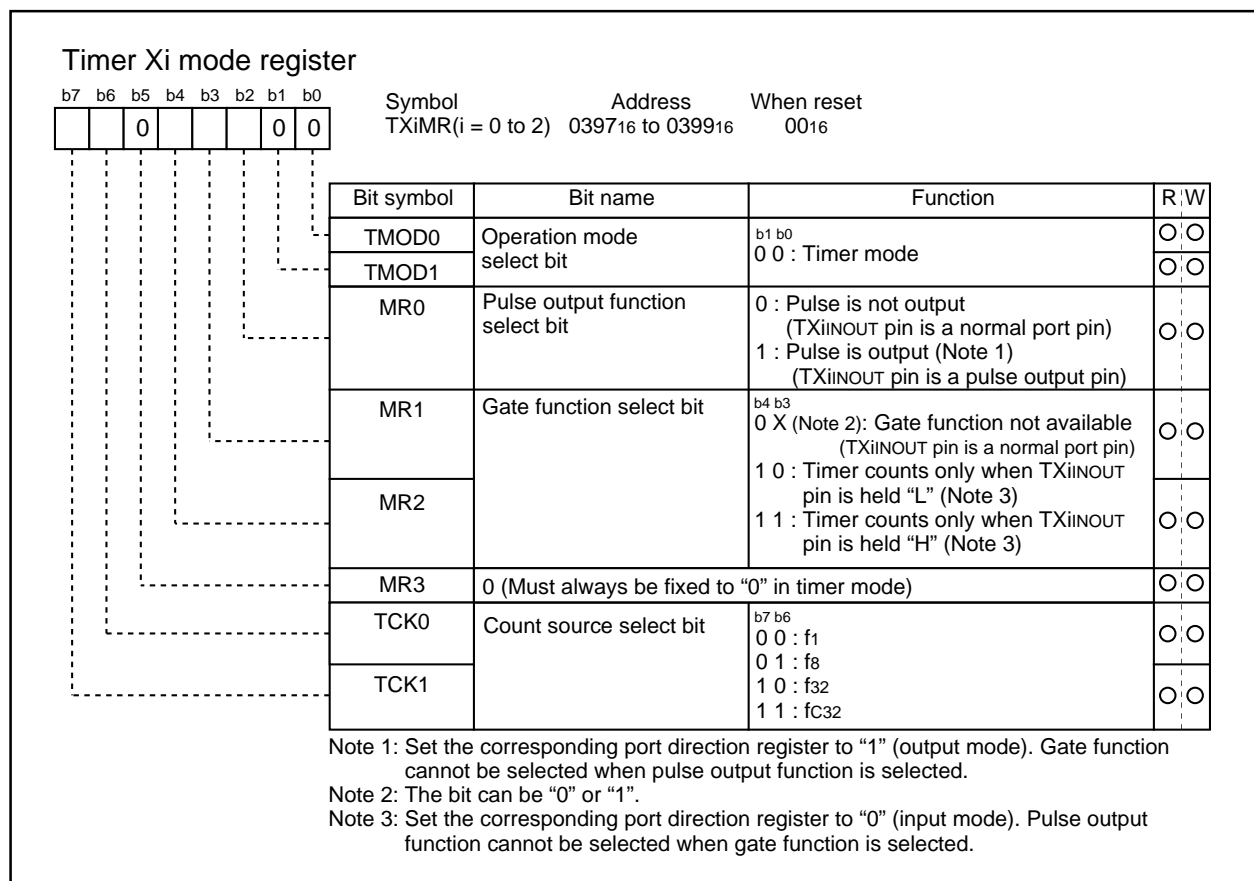 Timer Xi mode register
b7 b6 b5 b4 b3 b2 b1 b0
0 0 0
Symbol Address When reset
TXiMR(i = 0 to 2) 039716 to 039916 0016
Bit symbol Bit name Function R W
TMOD0 Operation mode select bit b1 b0
0 0 : Timer mode
TMOD1
MR0 Pulse output function select bit
0 : Pulse is not output
(TXiINOUT pin is a normal port pin)
1 : Pulse is output (Note 1)
(TXiINOUT pin is a pulse output pin)
MR1 Gate function select bit b4 b3
0 X (Note 2): Gate function not available
(TXiINOUT pin is a normal port pin)
1 0 : Timer counts only when TXiINOUT
pin is held “L” (Note 3)
MR2
1 1 : Timer counts only when TXiINOUT
pin is held “H” (Note 3)
MR3 0 (Must always be fixed to “0” in timer mode)
TCK0 Count source select bit b7 b6
0 0 : f1
0 1 : f8
TCK1
1 0 : f32
1 1 : fC32
Note 1: Set the corresponding port direction register to “1” (output mode). Gate function
cannot be selected when pulse output function is selected.
Note 2: The bit can be “0” or “1”.
Note 3: Set the corresponding port direction register to “0” (input mode). Pulse output
function cannot be selected when gate function is selected.